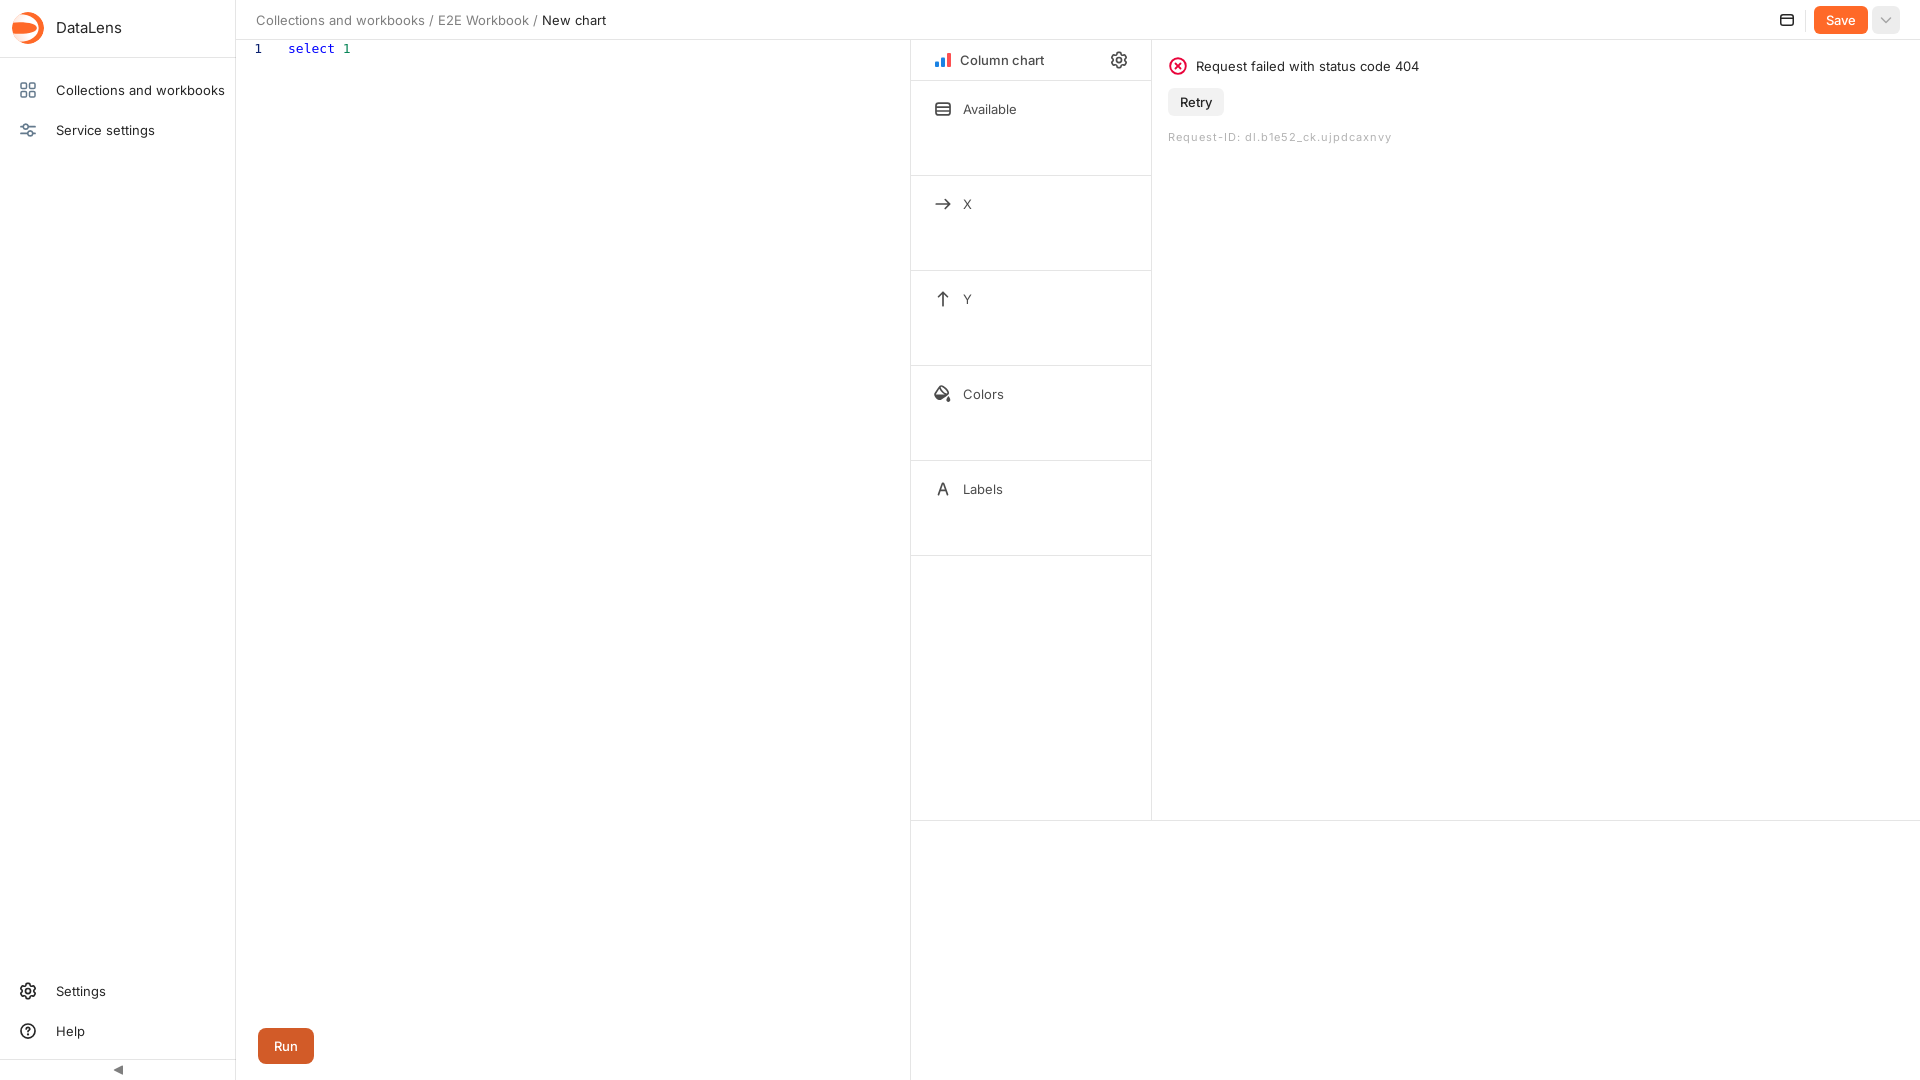 DataLens
Collections and workbooks
Service settings
Settings
Help
Collections and workbooks / E2E Workbook / New chart
Save
1 select 1
Run
Column chart
Available
X
Y
Colors
Labels
Request failed with status code 404
Retry
Request-ID: dl.b1e52_ck.ujpdcaxnvy